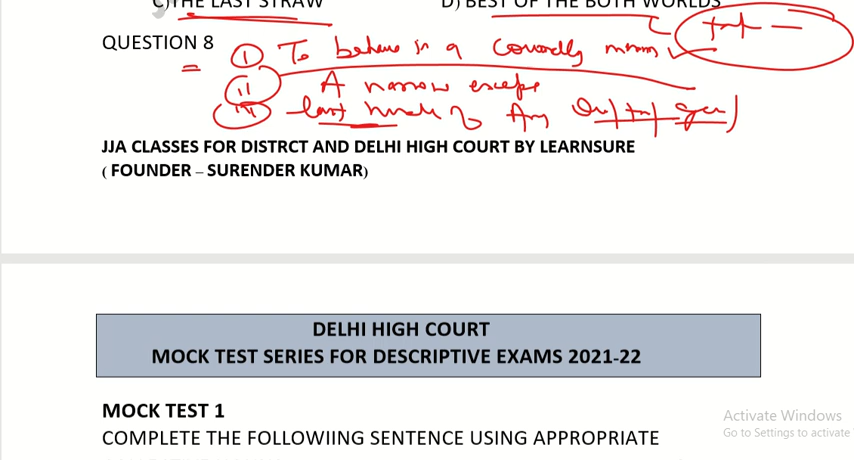 C)THE LAST STRAW D) BEST OF THE BOTH WORLDS
QUESTION 8 (I) To behave in a cowardly
(II) A narrow escape
(III) last
JJA CLASSES FOR DISTRCT AND DELHI HIGH COURT BY LEARNSURE
( FOUNDER – SURENDER KUMAR)
DELHI HIGH COURT
MOCK TEST SERIES FOR DESCRIPTIVE EXAMS 2021-22
MOCK TEST 1
COMPLETE THE FOLLOWIING SENTENCE USING APPROPRIATE
Activate Windows
Go to Settings to activate